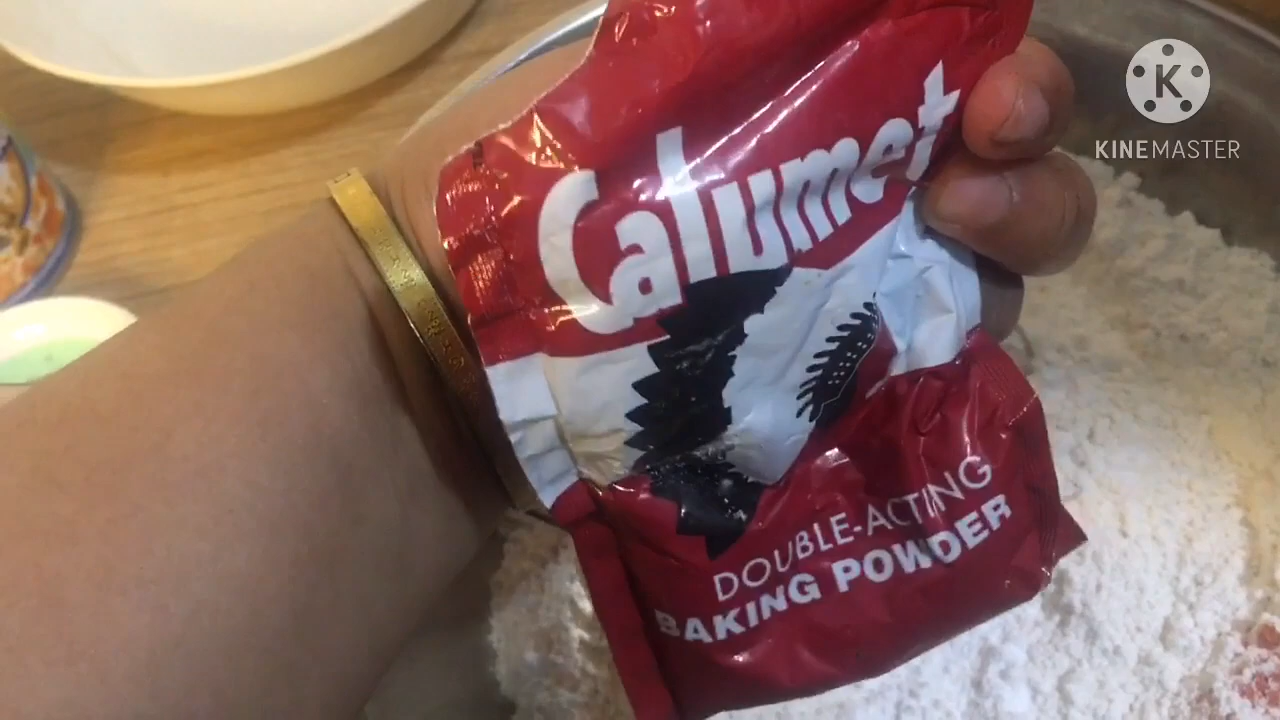 Calumet
DOUBLE-ACTING
BAKING POWDER
K
KINEMASTER